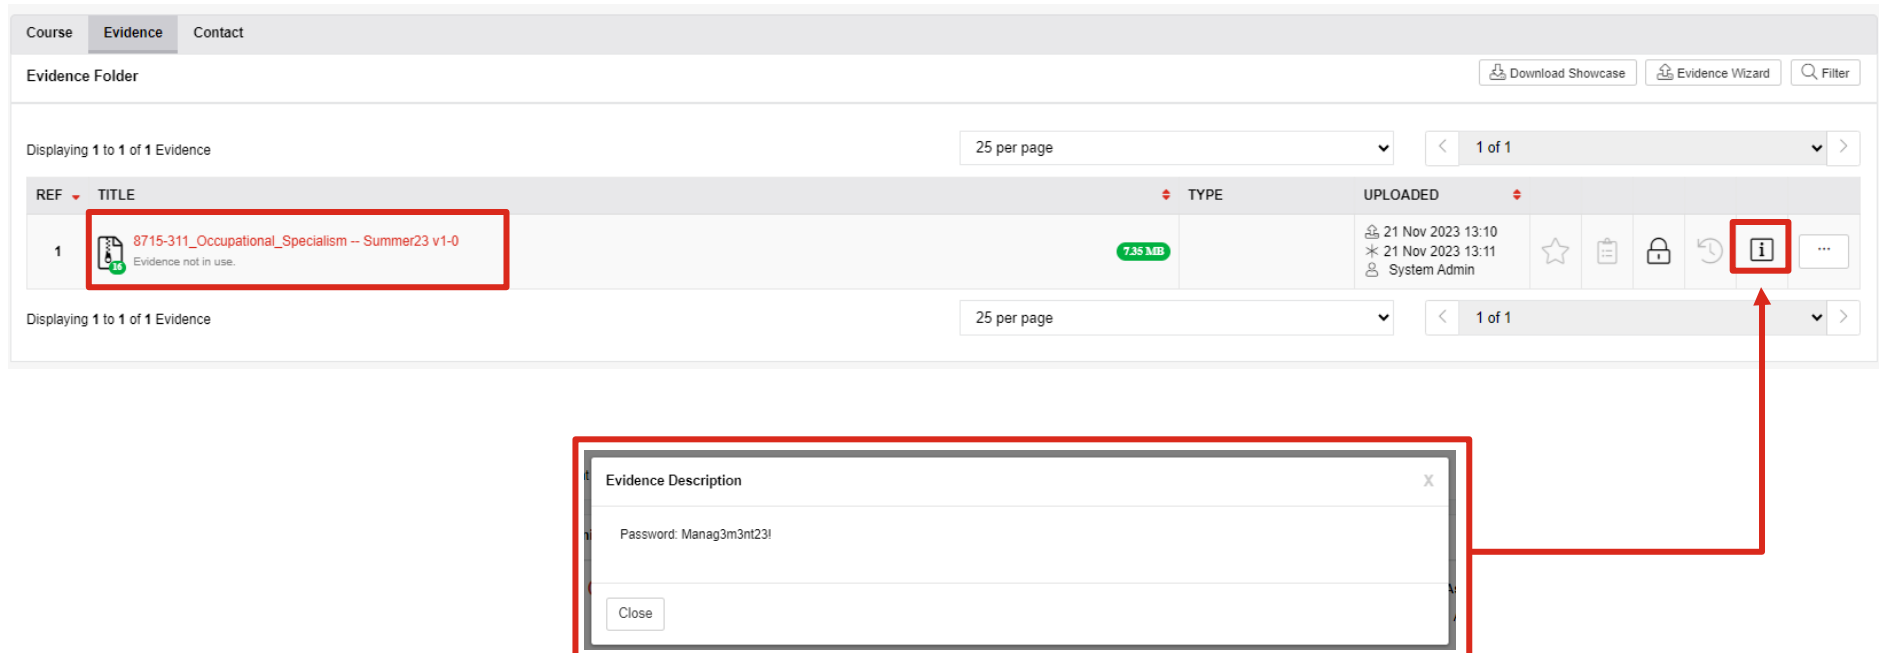 Course Evidence Contact
Evidence Folder Download Showcase Evidence Wizard Filter
Displaying 1 to 1 of 1 Evidence 25 per page 1 of 1
REF TITLE TYPE UPLOADED
1 8715-311_Occupational_Specialism -- Summer23 v1-0 7.35 MB 21 Nov 2023 13:10
16 Evidence not in use. 21 Nov 2023 13:11
System Admin
i ...
Displaying 1 to 1 of 1 Evidence 25 per page 1 of 1
Evidence Description X
Password: Manag3m3nt23!
Close